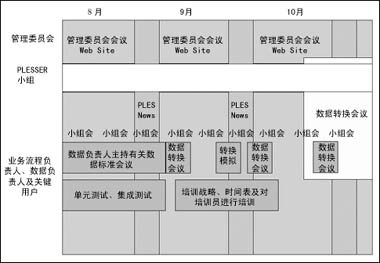 8月
9月
10月
管理委员会
管理委员会会议
Web Site
管理委员会会议
Web Site
管理委员会会议
Web Site
PLESSER
小组
PLES
News
PLES
News
数据转换会议
小组会
小组会
小组会
小组会
小组会
小组会
业务流程负
责人、数据负
责人及关键
用户
数据负责人主持有关数
据标准会议
数据
转换
会议
转换
模拟
数据
转换
会议
数据
转换
会议
单元测试、集成测试
培训战略、时间表及对
培训员进行培训